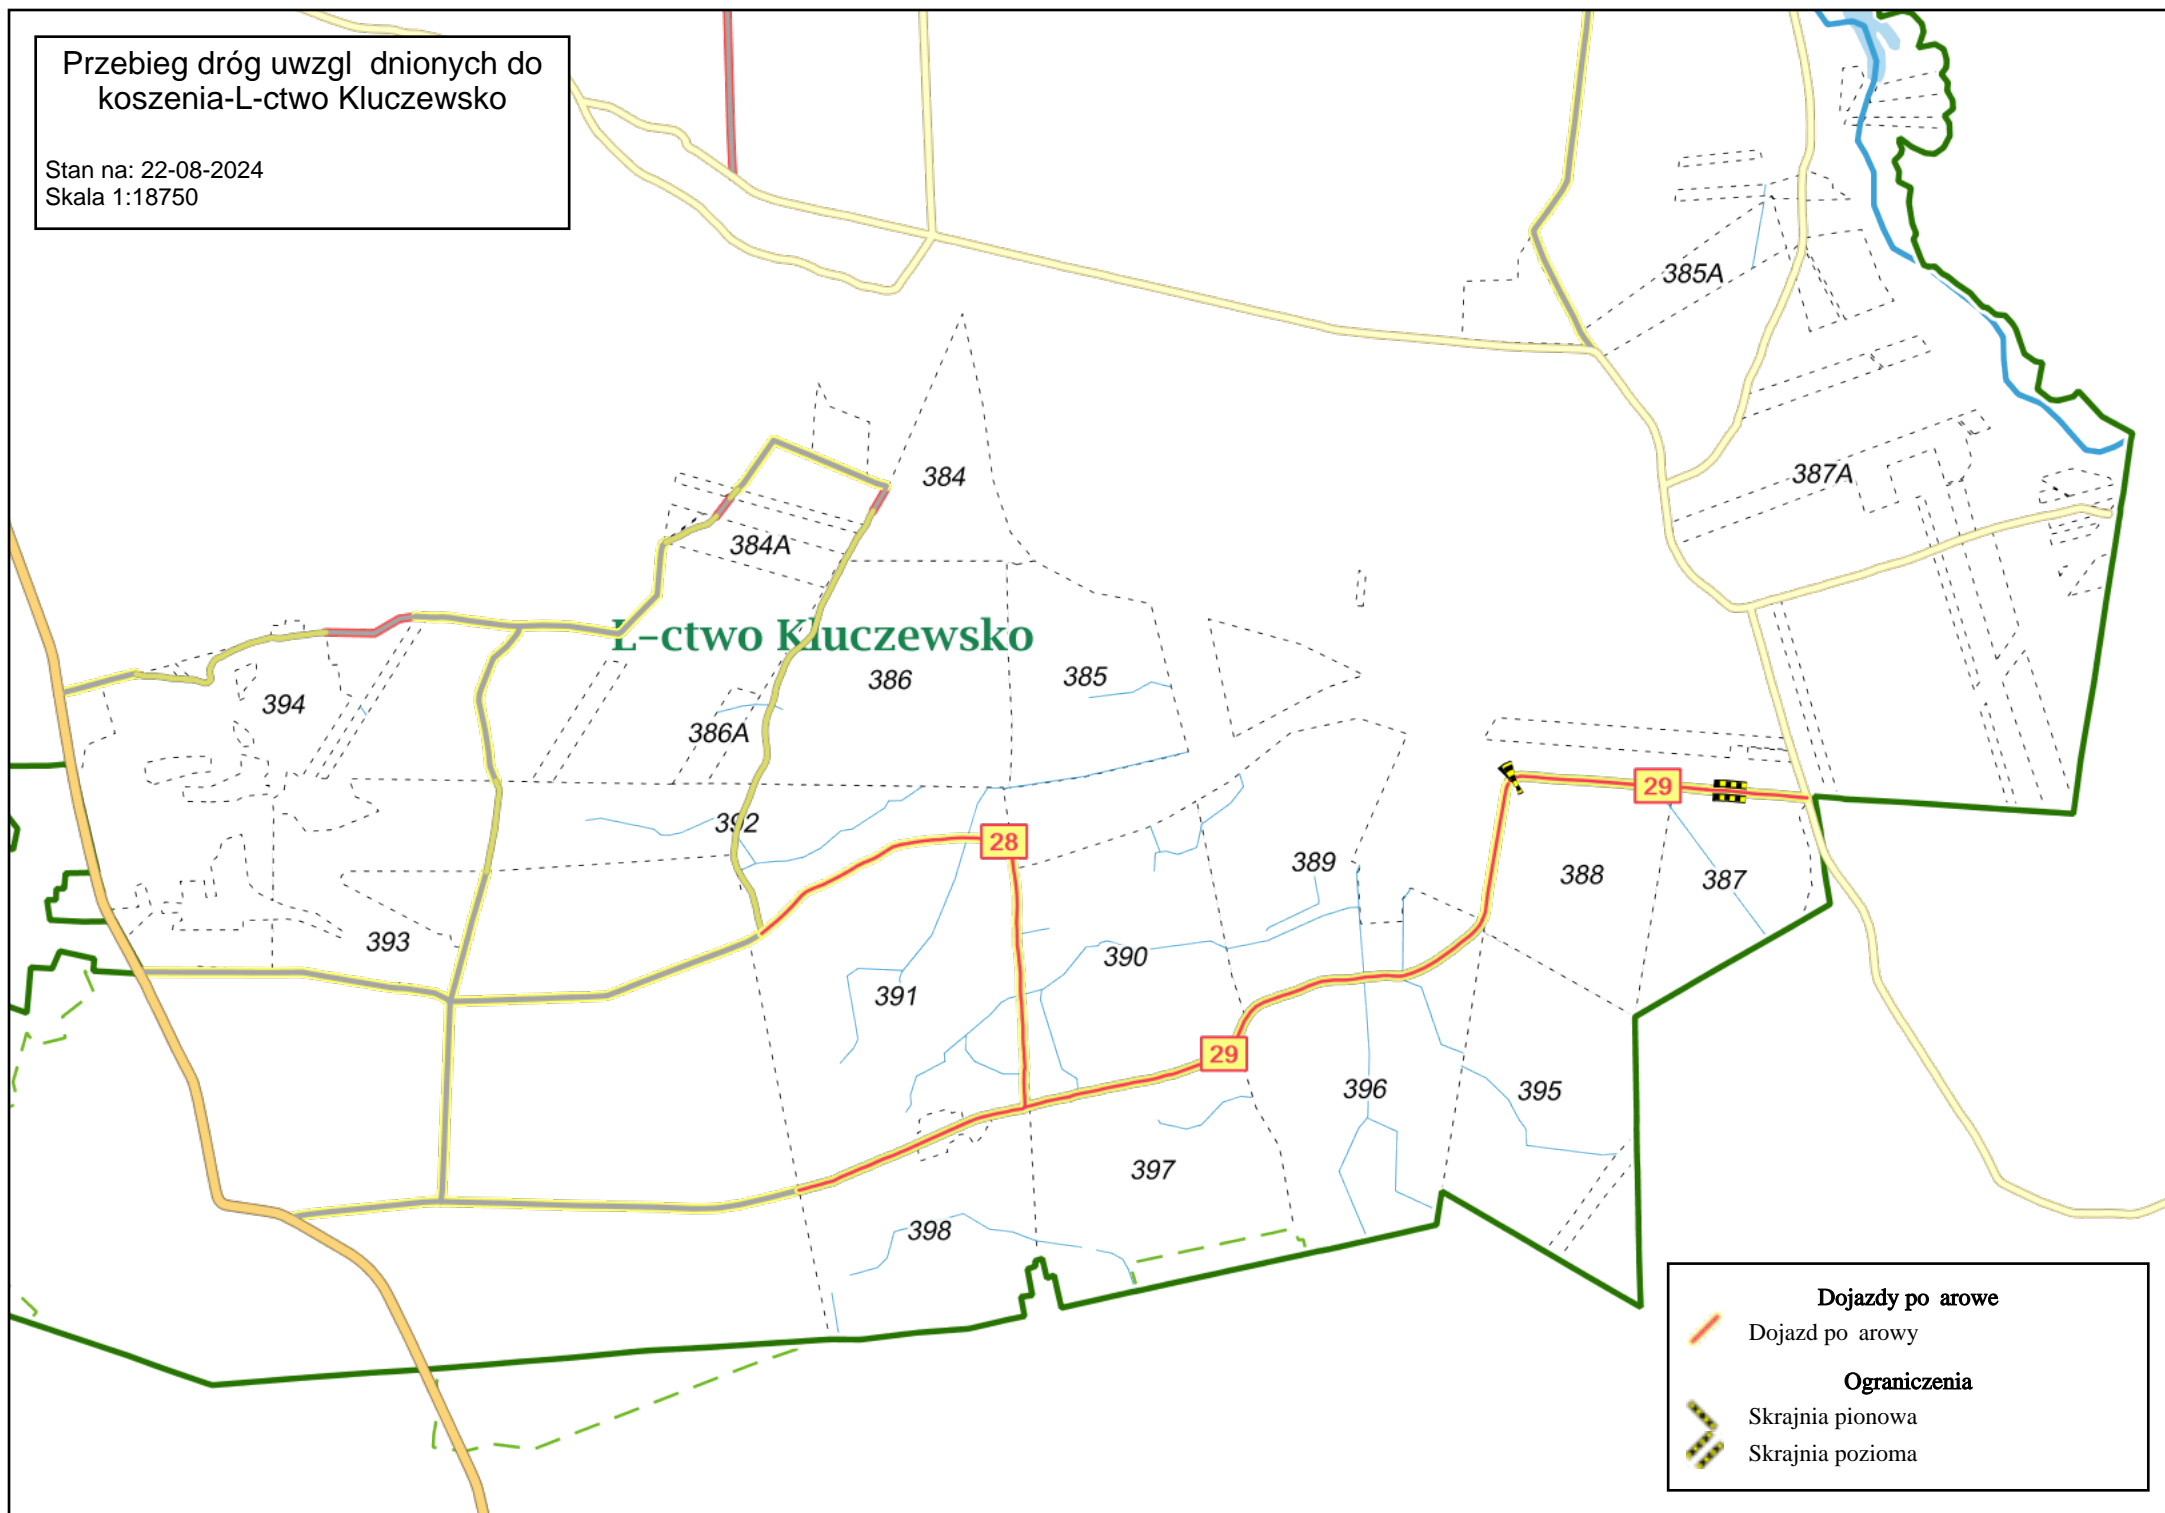 Przebieg dróg uwzgl dnionych do
koszenia-L-ctwo Kluczewsko
Stan na: 22-08-2024
Skala 1:18750
385A
384
387A
384A
L-ctwo Kluczewsko
386
385
394
386A
29
392
28
389
388
387
393
390
391
29
396
395
397
398
Dojazdy po arowe
Dojazd po arowy
Ograniczenia
Skrajnia pionowa
Skrajnia pozioma